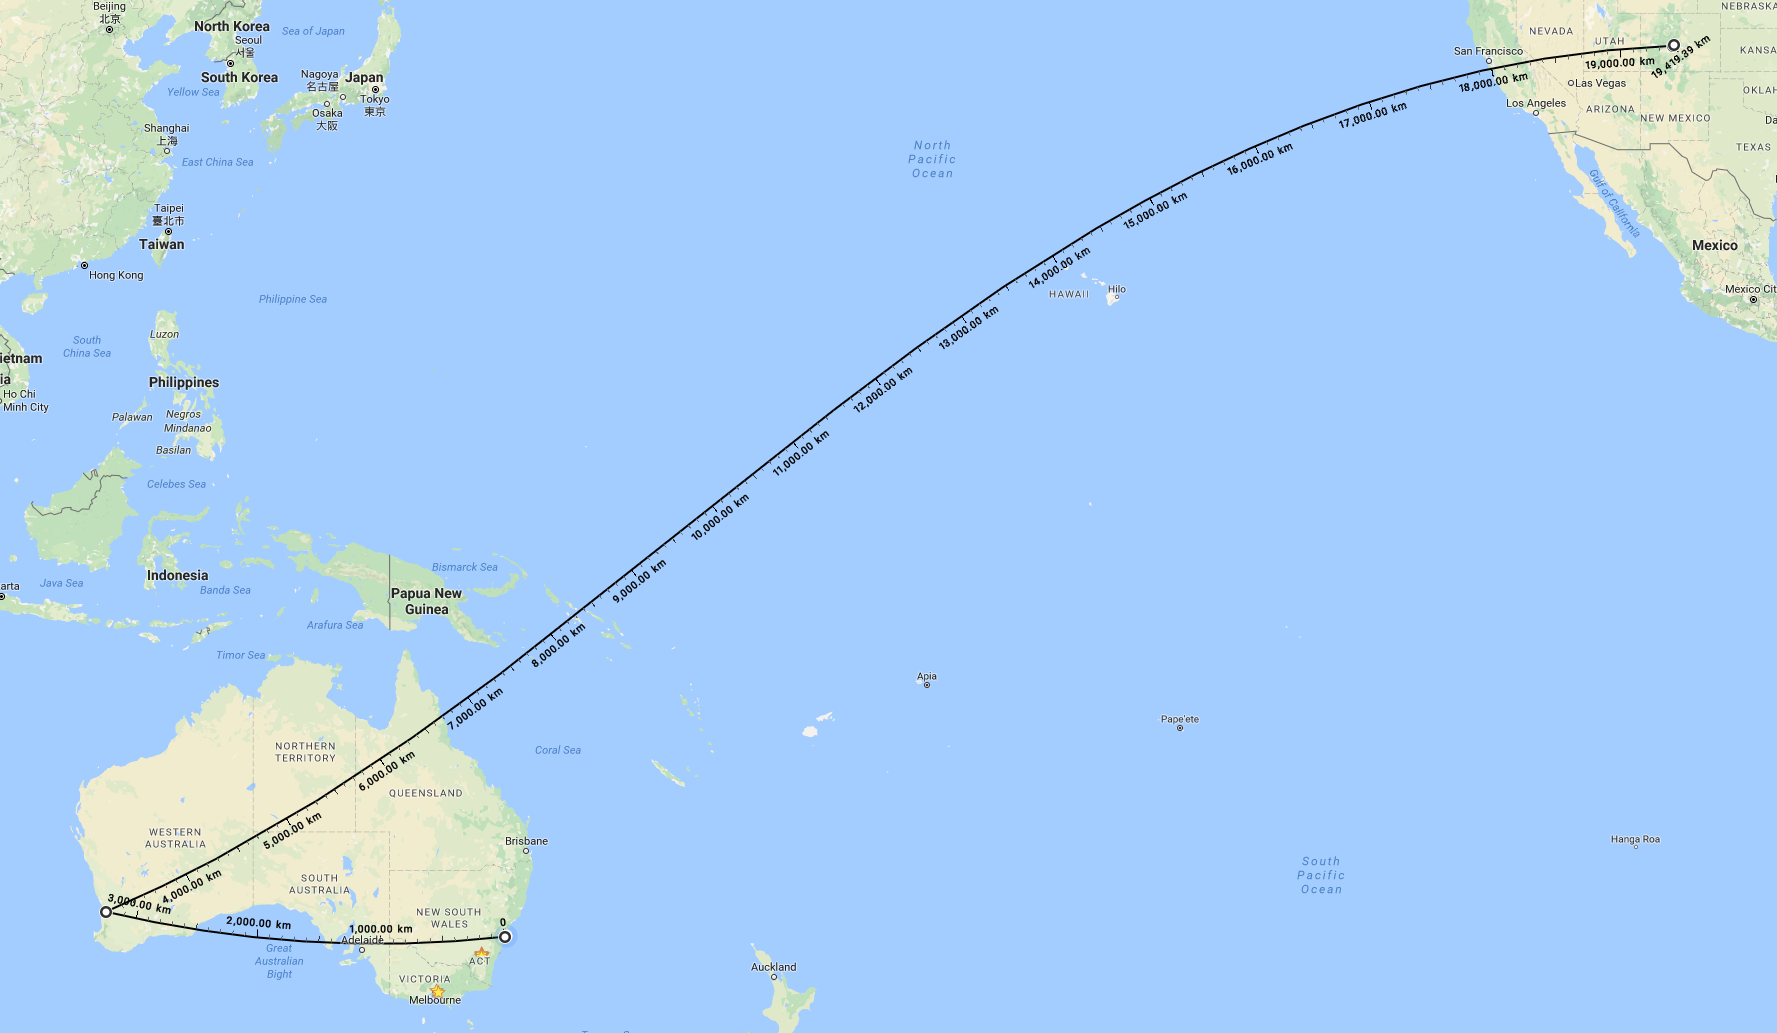 Beijing
北京
North Korea
Seoul
서울
South Korea
Sea of Japan
Yellow Sea
Nagoya
名古屋
Japan
Tokyo
東京
Osaka
大阪
Shanghai
上海
East China Sea
Taipei
臺北市
Taiwan
Hong Kong
Philippine Sea
South
China Sea
Luzon
ietnam
ia
Ho Chi
Minh City
Philippines
Palawan
Negros
Mindanao
Basilan
Celebes Sea
Indonesia
arta
Java Sea
Banda Sea
Bismarck Sea
Papua New
Guinea
Arafura Sea
Timor Sea
North
Pacific
Ocean
HAWAII
Hilo
NEBRASKA
NEVADA
UTAH
San Francisco
KANSA
Las Vegas
Los Angeles
ARIZONA
NEW MEXICO
OKLAH
Da
TEXAS
Gulf of California
Mexico
Mexico Cit
19,419.39 km
19,000.00 km
18,000.00 km
17,000.00 km
16,000.00 km
15,000.00 km
14,000.00 km
13,000.00 km
12,000.00 km
11,000.00 km
10,000.00 km
9,000.00 km
8,000.00 km
7,000.00 km
6,000.00 km
5,000.00 km
4,000.00 km
3,000.00 km
2,000.00 km
1,000.00 km
0
Apia
Pape'ete
Coral Sea
NORTHERN
TERRITORY
QUEENSLAND
WESTERN
AUSTRALIA
Brisbane
SOUTH
AUSTRALIA
NEW SOUTH
WALES
Adelaide
Great
Australian
Bight
ACT
VICTORIA
Melbourne
Auckland
South
Pacific
Ocean
Hanga Roa